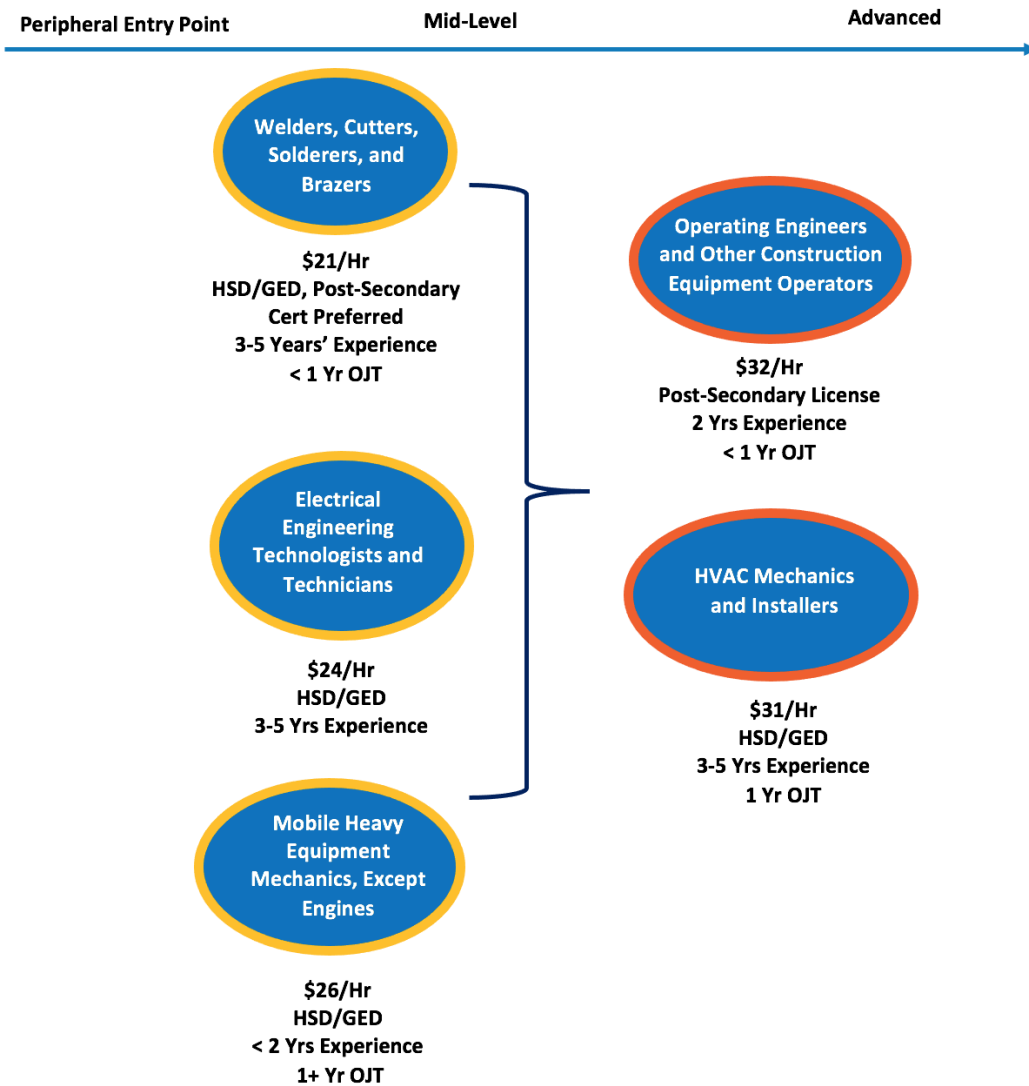 Peripheral Entry Point
Mid-Level
Advanced
Welders, Cutters,
Solderers, and
Brazers
$21/Hr
HSD/GED, Post-Secondary
Cert Preferred
3-5 Years’ Experience
< 1 Yr OJT
Electrical
Engineering
Technologists and
Technicians
$24/Hr
HSD/GED
3-5 Yrs Experience
Mobile Heavy
Equipment
Mechanics, Except
Engines
$26/Hr
HSD/GED
< 2 Yrs Experience
1+ Yr OJT
Operating Engineers
and Other Construction
Equipment Operators
$32/Hr
Post-Secondary License
2 Yrs Experience
< 1 Yr OJT
HVAC Mechanics
and Installers
$31/Hr
HSD/GED
3-5 Yrs Experience
1 Yr OJT